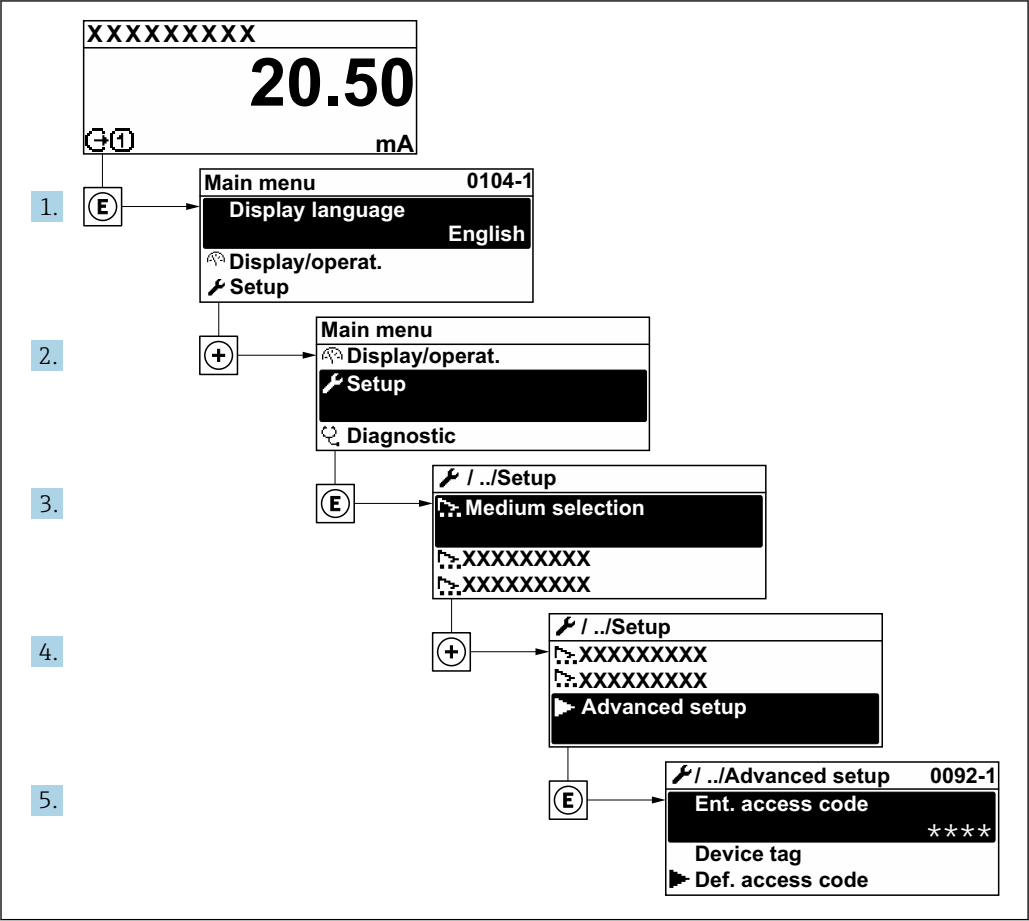 XXXXXXXXX
20.50
1 mA
1. E
Main menu 0104-1
Display language
English
Display/operat.
Setup
2. +
Main menu
Display/operat.
Setup
Diagnostic
3. E
/ ../Setup
Medium selection
XXXXXXXXX
XXXXXXXXX
4. +
/ ../Setup
XXXXXXXXX
XXXXXXXXX
Advanced setup
5. E
/ ../Advanced setup 0092-1
Ent. access code
****
Device tag
Def. access code